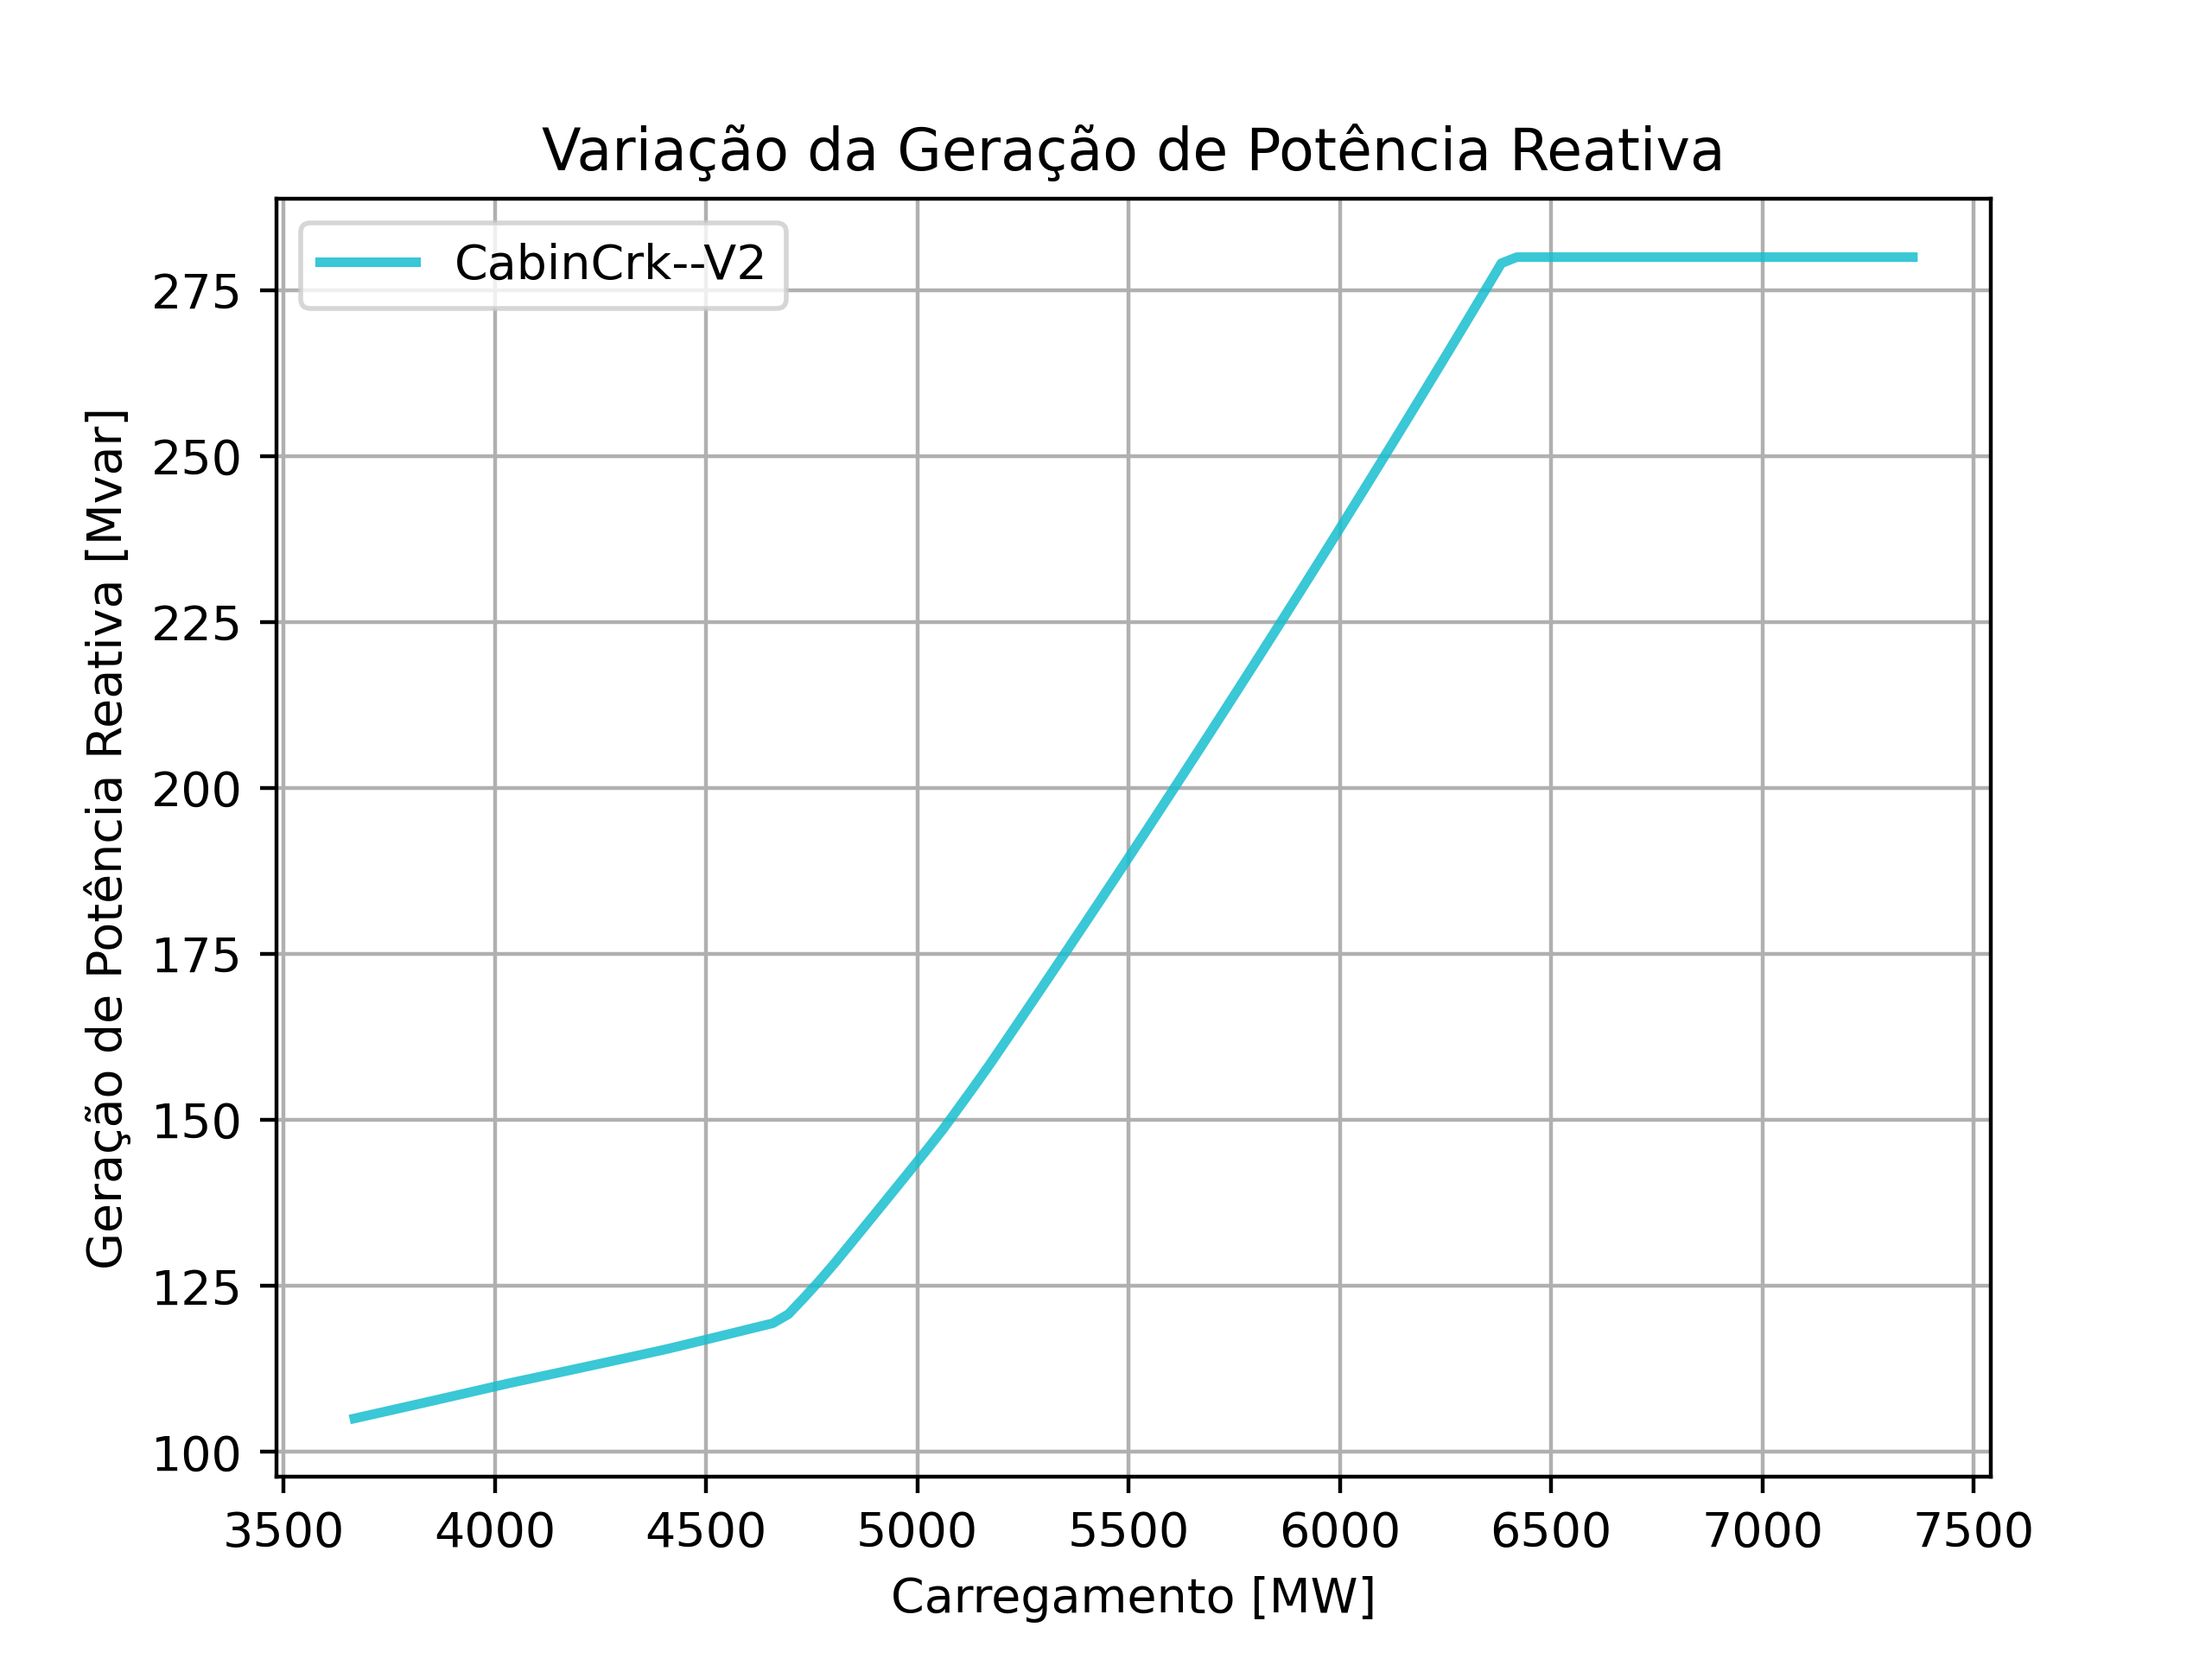 Variação da Geração de Potência Reativa
CabinCrk--V2
Geração de Potência Reativa [Mvar]
275
250
225
200
175
150
125
100
3500 4000 4500 5000 5500 6000 6500 7000 7500
Carregamento [MW]